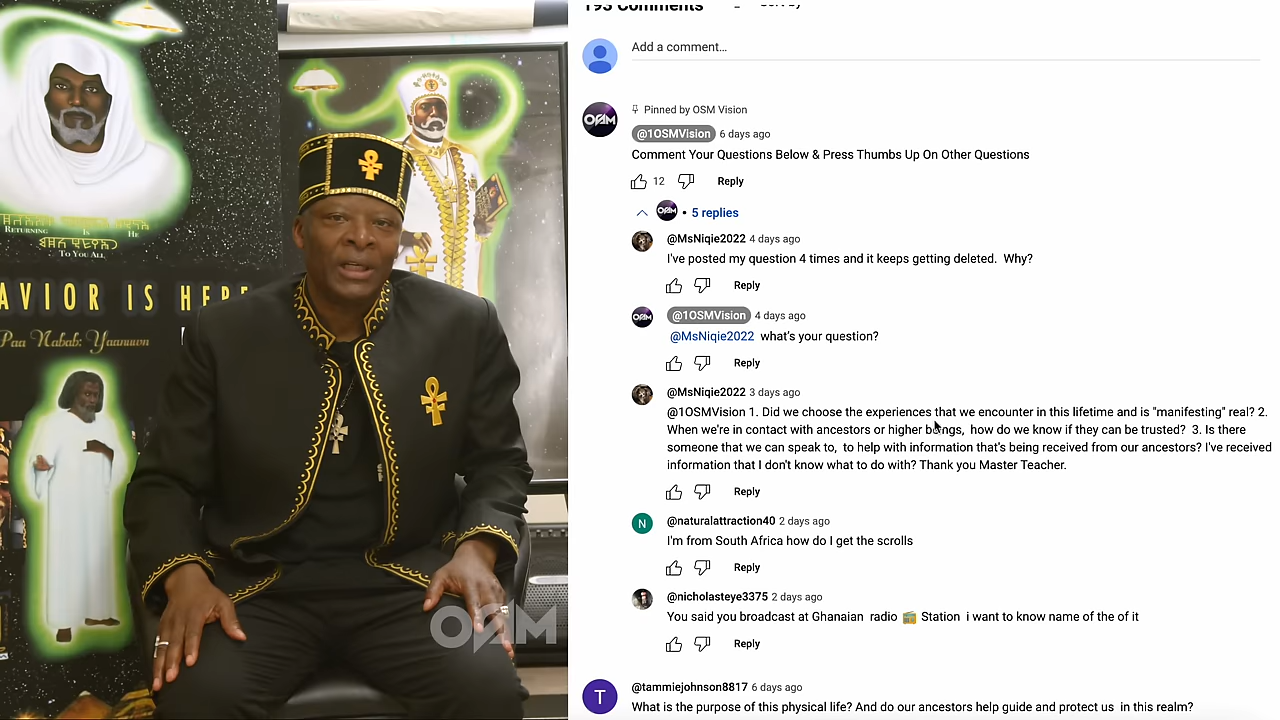 RETURNING IS HE
TO YOU ALL
AVIOR IS HERE
Paa Nabab: Yaanuwn
OSM
193 Comments
Add a comment…
Pinned by OSM Vision
@1OSMVision 6 days ago
Comment Your Questions Below & Press Thumbs Up On Other Questions
12 Reply
5 replies
@MsNiqie2022 4 days ago
I've posted my question 4 times and it keeps getting deleted. Why?
Reply
@1OSMVision 4 days ago
@MsNiqie2022 what's your question?
Reply
@MsNiqie2022 3 days ago
@1OSMVision 1. Did we choose the experiences that we encounter in this lifetime and is "manifesting" real? 2.
When we're in contact with ancestors or higher beings, how do we know if they can be trusted? 3. Is there
someone that we can speak to, to help with information that's being received from our ancestors? I've received
information that I don't know what to do with? Thank you Master Teacher.
Reply
N @naturalattraction40 2 days ago
I'm from South Africa how do I get the scrolls
Reply
@nicholasteye3375 2 days ago
You said you broadcast at Ghanaian radio 📻 Station i want to know name of the of it
Reply
T @tammiejohnson8817 6 days ago
What is the purpose of this physical life? And do our ancestors help guide and protect us in this realm?